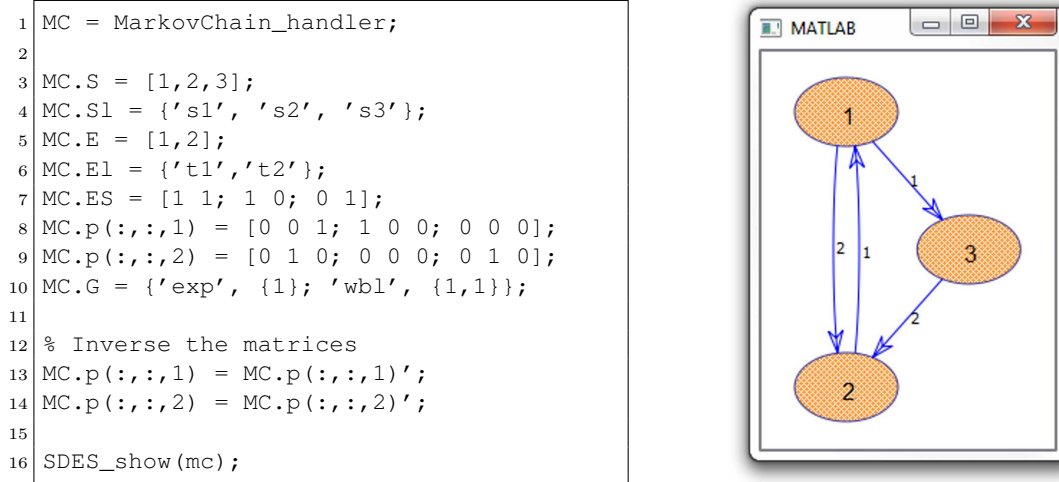 1 MC = MarkovChain_handler;
2
3 MC.S = [1,2,3];
4 MC.Sl = {'s1', 's2', 's3'};
5 MC.E = [1,2];
6 MC.El = {'t1','t2'};
7 MC.ES = [1 1; 1 0; 0 1];
8 MC.p(:,:,1) = [0 0 1; 1 0 0; 0 0 0];
9 MC.p(:,:,2) = [0 1 0; 0 0 0; 0 1 0];
10 MC.G = {'exp', {1}; 'wbl', {1,1}};
11
12 % Inverse the matrices
13 MC.p(:,:,1) = MC.p(:,:,1)';
14 MC.p(:,:,2) = MC.p(:,:,2)';
15
16 SDES_show(mc);
MATLAB
1
1
2 1
3
2
2